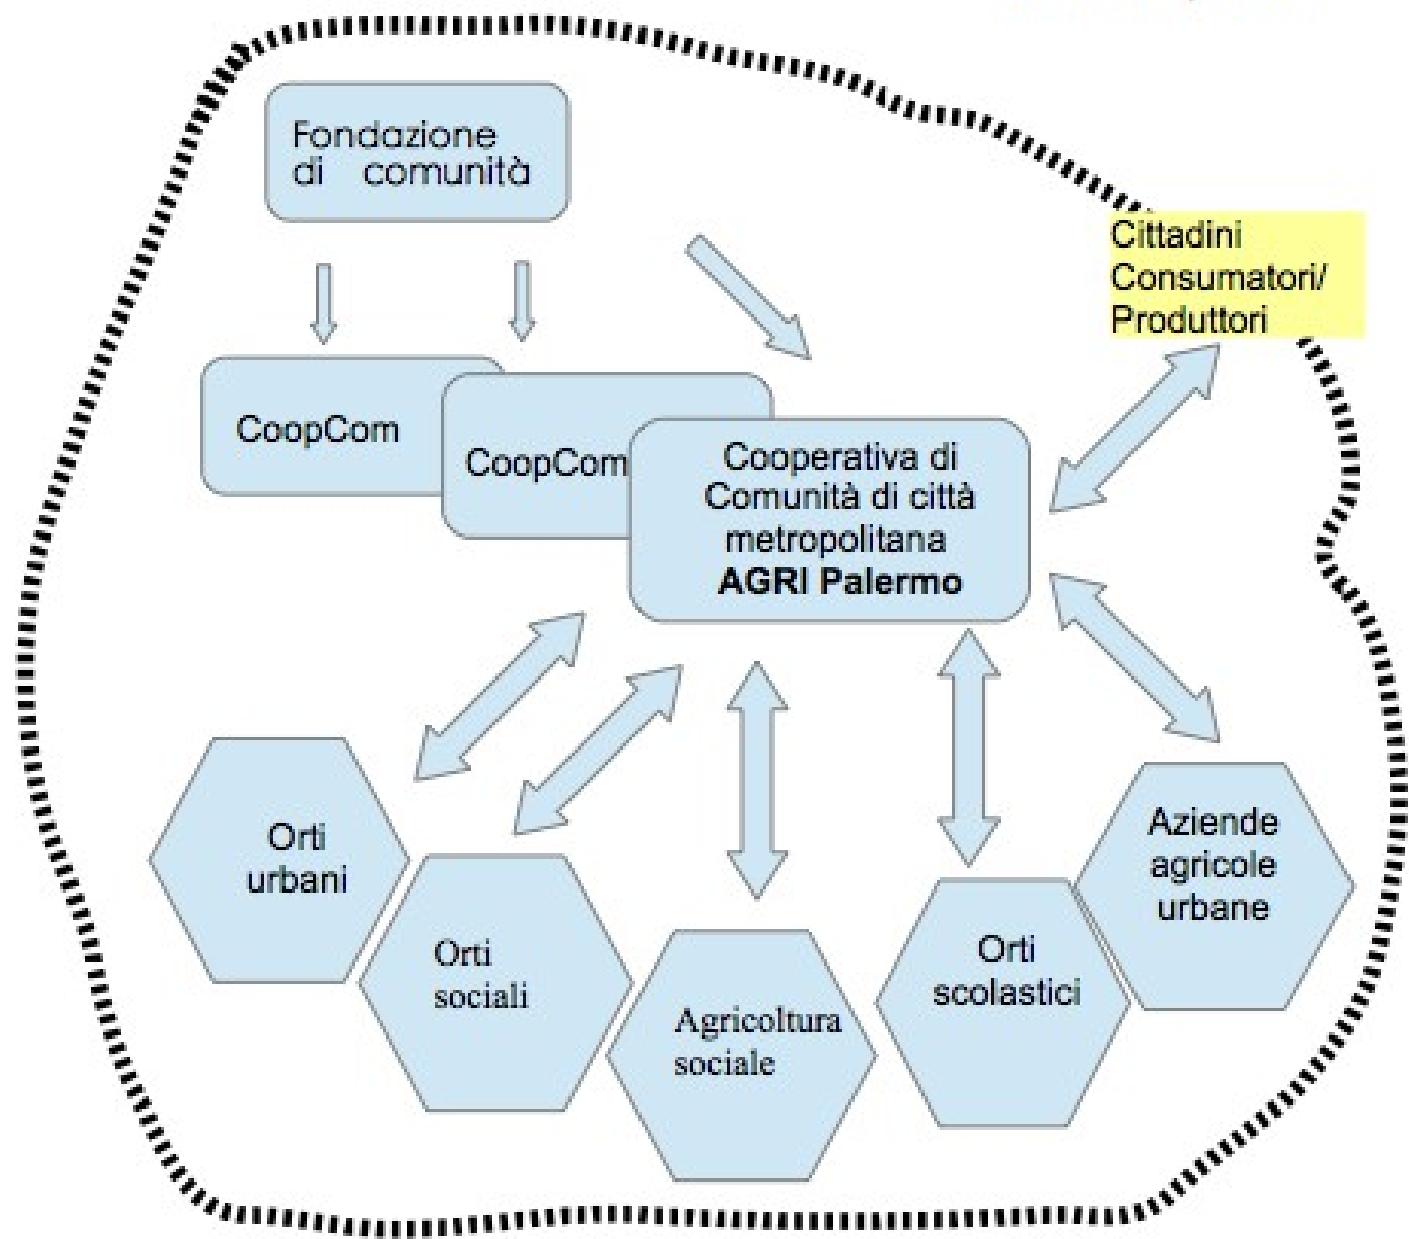 Fondazione
di comunità
Cittadini
Consumatori/
Produttori
CoopCom
CoopCom
Cooperativa di
Comunità di città
metropolitana
AGRI Palermo
Orti
urbani
Orti
sociali
Agricoltura
sociale
Orti
scolastici
Aziende
agricole
urbane